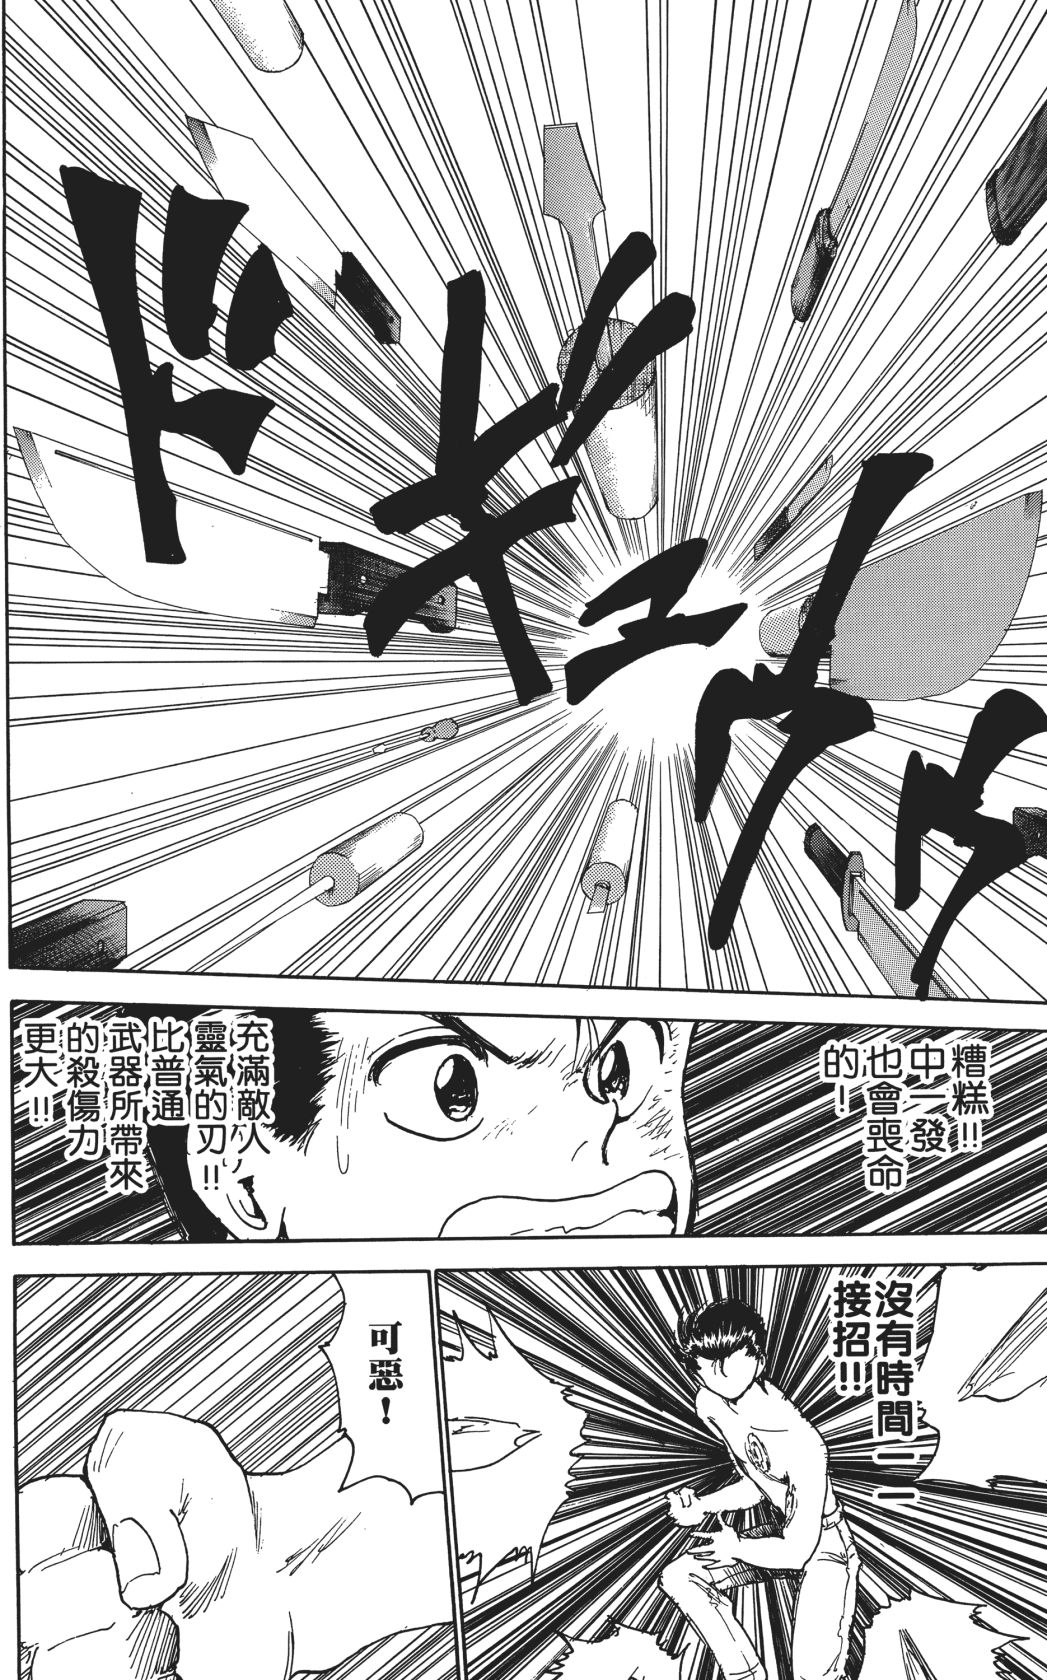 ドギュウウ
糟糕!!
中一發
也會喪命
的!
充滿敵人
靈氣的刃!!
比普通
武器所帶來
的殺傷力
更大!!
沒有時間——
接招!!
可惡!